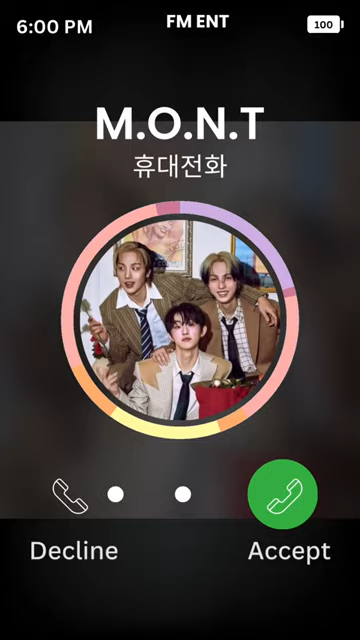 6:00 PM
FM ENT
100
M.O.N.T
휴대전화
Decline
Accept